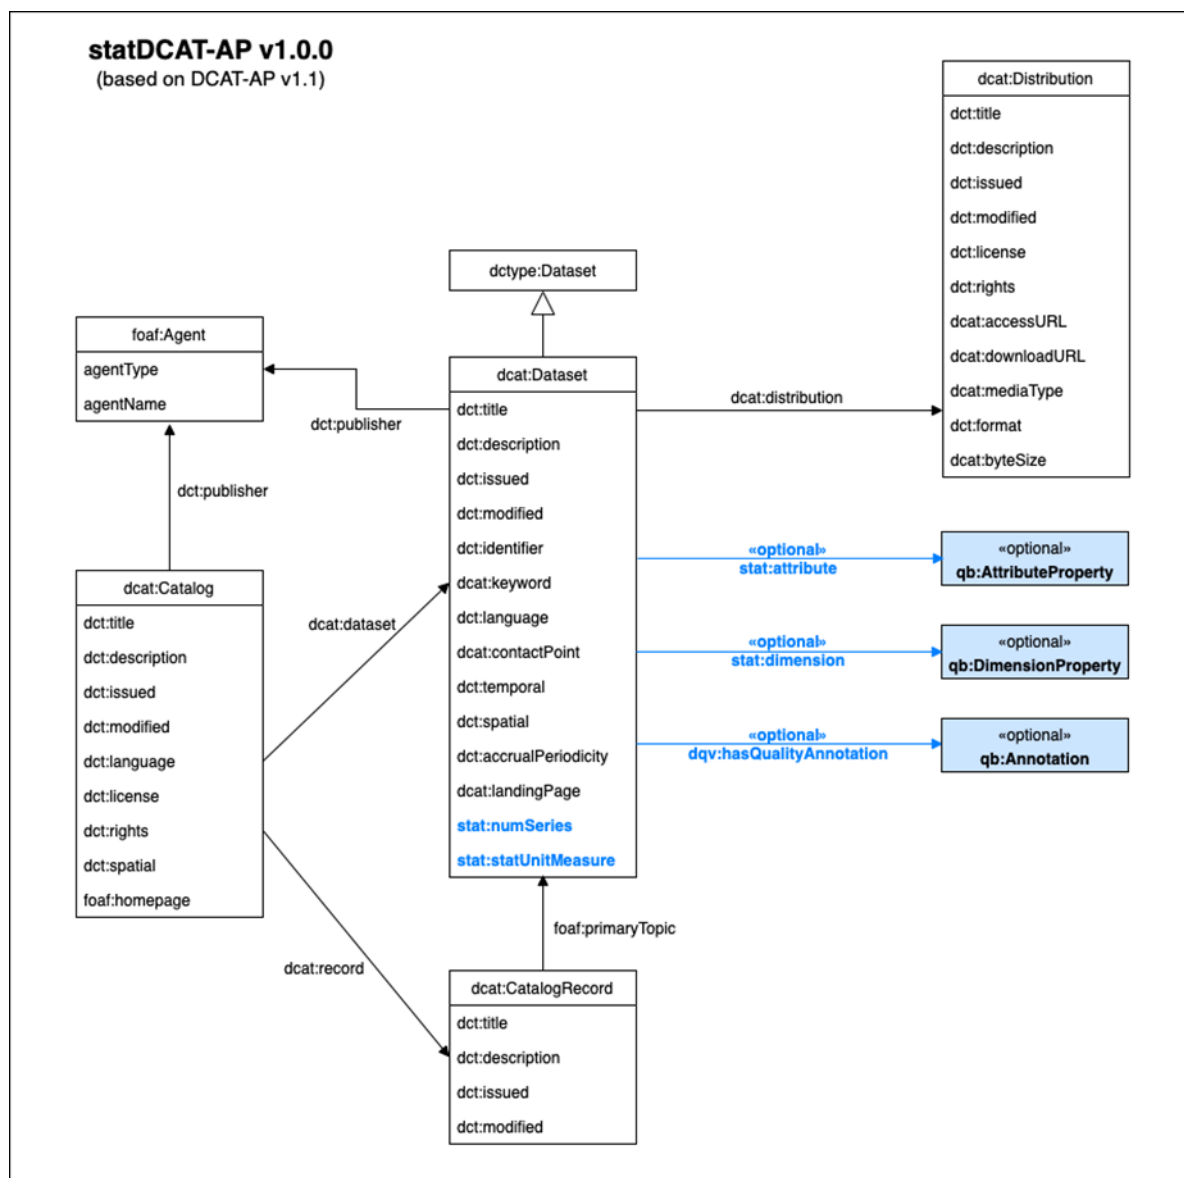 statDCAT-AP v1.0.0
(based on DCAT-AP v1.1)
dcat:Distribution
dct:title
dct:description
dct:issued
dct:modified
dct:license
dct:rights
dcat:accessURL
dcat:downloadURL
dcat:mediaType
dct:format
dcat:byteSize
dctype:Dataset
foaf:Agent
agentType
agentName
dct:publisher
dct:publisher
dcat:Dataset
dct:title
dct:description
dct:issued
dct:modified
dct:identifier
dcat:keyword
dct:language
dcat:contactPoint
dct:temporal
dct:spatial
dct:accrualPeriodicity
dcat:landingPage
stat:numSeries
stat:statUnitMeasure
dcat:distribution
«optional»
stat:attribute
«optional»
qb:AttributeProperty
«optional»
stat:dimension
«optional»
qb:DimensionProperty
«optional»
dqv:hasQualityAnnotation
«optional»
qb:Annotation
dcat:Catalog
dct:title
dct:description
dct:issued
dct:modified
dct:language
dct:license
dct:rights
dct:spatial
foaf:homepage
dcat:dataset
dcat:record
foaf:primaryTopic
dcat:CatalogRecord
dct:title
dct:description
dct:issued
dct:modified